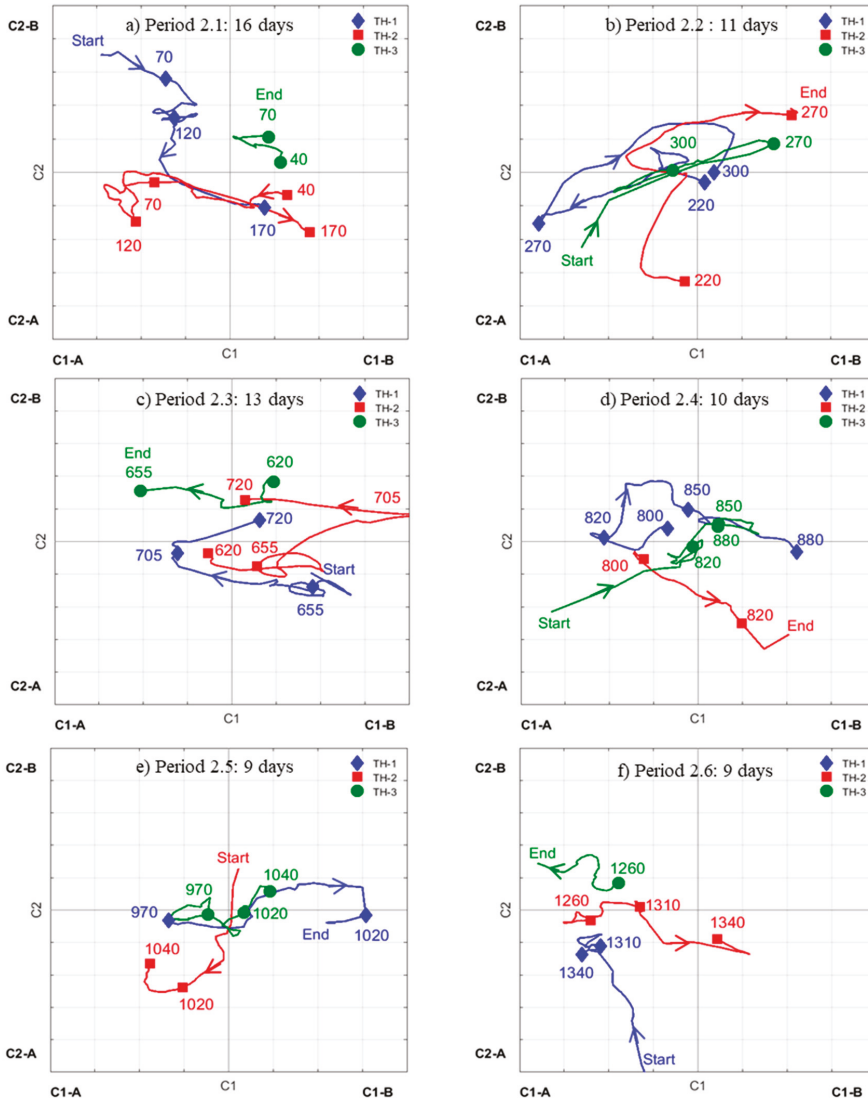 C2-B
a) Period 2.1: 16 days
TH-1
TH-2
TH-3
Start
70
120
End
70
40
C2
40
70
120
170
170
C2-A
C1-A
C1
C1-B
C2-B
b) Period 2.2 : 11 days
TH-1
TH-2
TH-3
End
270
300
270
C2
300
220
270
Start
220
C2-A
C1-A
C1
C1-B
C2-B
c) Period 2.3: 13 days
TH-1
TH-2
TH-3
End
655
620
720
705
720
C2
705
620
655
Start
655
C2-A
C1-A
C1
C1-B
C2-B
d) Period 2.4: 10 days
TH-1
TH-2
TH-3
850
850
820
800
880
880
C2
800
820
Start
820
End
C2-A
C1-A
C1
C1-B
C2-B
e) Period 2.5: 9 days
TH-1
TH-2
TH-3
Start
1040
970
970
1020
C2
End
1020
1040
1020
C2-A
C1-A
C1
C1-B
C2-B
f) Period 2.6: 9 days
TH-1
TH-2
TH-3
End
1260
1260
1310
1340
C2
1310
1340
Start
C2-A
C1-A
C1
C1-B